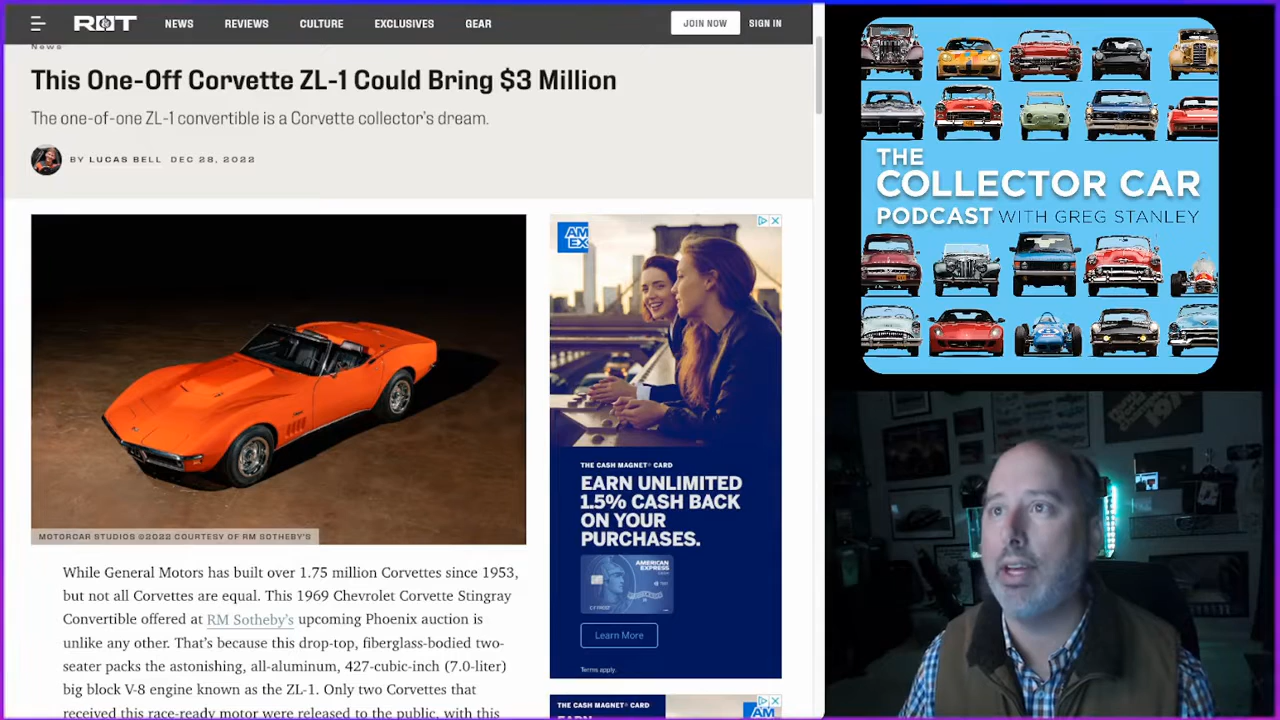 R&T
NEWS
REVIEWS
CULTURE
EXCLUSIVES
GEAR
JOIN NOW
SIGN IN
News
This One-Off Corvette ZL-1 Could Bring $3 Million
The one-of-one ZL-1 convertible is a Corvette collector's dream.
BY LUCAS BELL DEC 28, 2022
MOTORCAR STUDIOS ©2022 COURTESY OF RM SOTHEBY'S
While General Motors has built over 1.75 million Corvettes since 1953,
but not all Corvettes are equal. This 1969 Chevrolet Corvette Stingray
Convertible offered at RM Sotheby's upcoming Phoenix auction is
unlike any other. That's because this drop-top, fiberglass-bodied two-
seater packs the astonishing, all-aluminum, 427-cubic-inch (7.0-liter)
big block V-8 engine known as the ZL-1. Only two Corvettes that
received this race-ready motor were released to the public, with this
AM
EX
THE CASH MAGNET® CARD
EARN UNLIMITED
1.5% CASH BACK
ON YOUR
PURCHASES.
AMERICAN
EXPRESS
Learn More
Terms apply.
THE CASH MAGNET® CARD
AM
THE
COLLECTOR CAR
PODCAST WITH GREG STANLEY